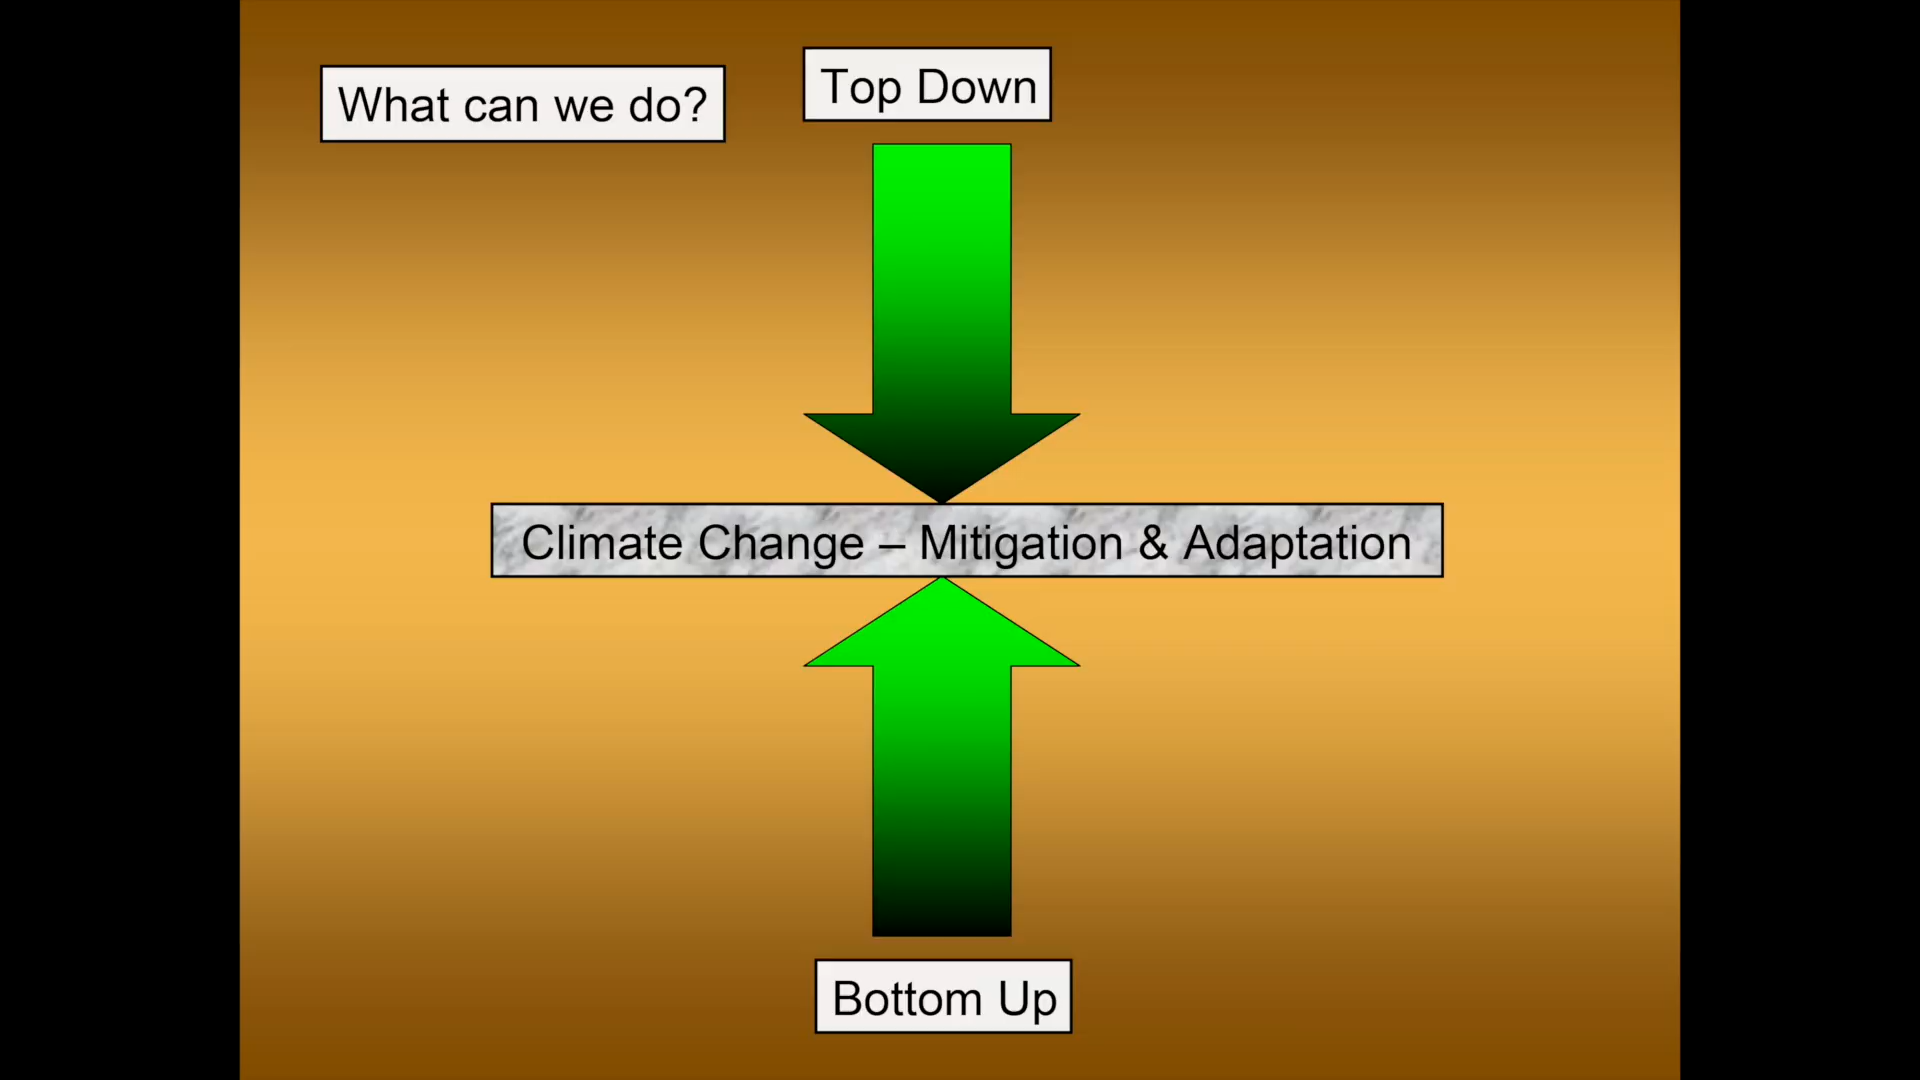 What can we do?
Top Down
Climate Change – Mitigation & Adaptation
Bottom Up